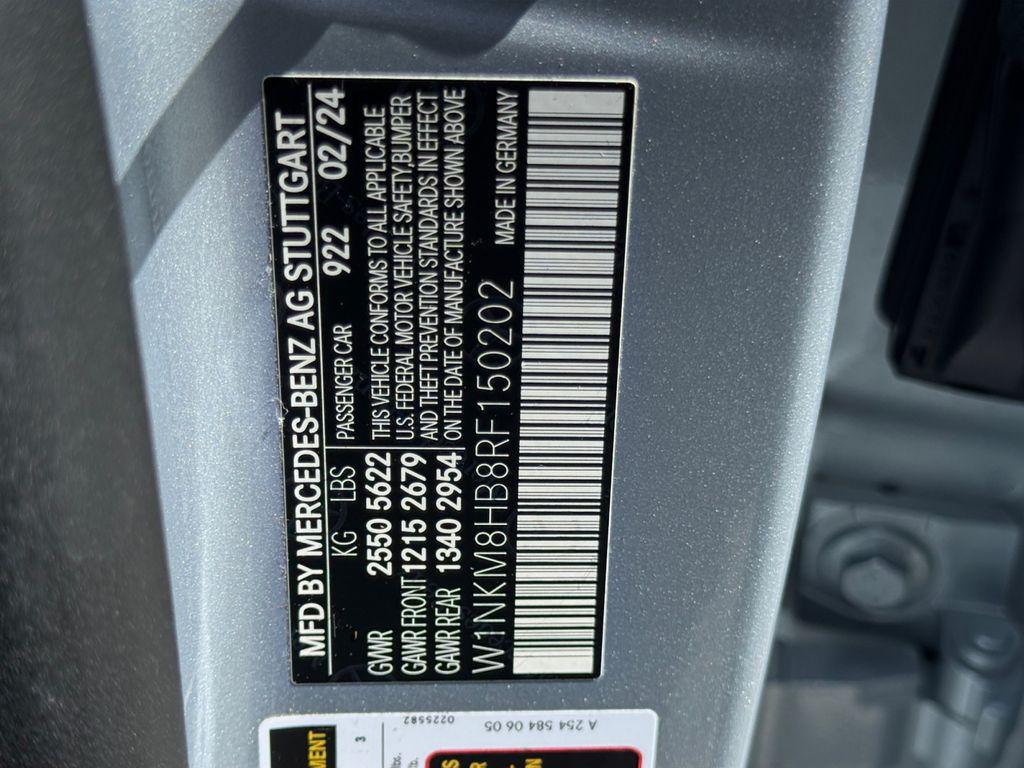 MFD BY MERCEDES-BENZ AG STUTTGART
KG LBS 922 02/24
PASSENGER CAR
GWR 2550 5622 THIS VEHICLE CONFORMS TO ALL APPLICABLE
GAWR FRONT 1215 2679 U.S. FEDERAL MOTOR VEHICLE SAFETY, BUMPER
AND THEFT PREVENTION STANDARDS IN EFFECT
GAWR REAR 1340 2954 ON THE DATE OF MANUFACTURE SHOWN ABOVE
W1NKM8HB8RF150202 MADE IN GERMANY
0225582
3
A 254 584 06 05